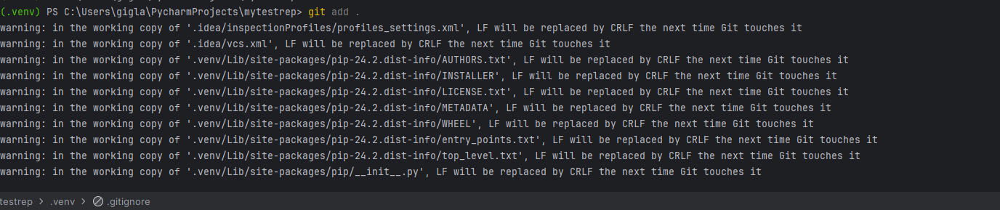 (.venv) PS C:\Users\gigla\PycharmProjects\mytestrep> git add .
warning: in the working copy of '.idea/inspectionProfiles/profiles_settings.xml', LF will be replaced by CRLF the next time Git touches it
warning: in the working copy of '.idea/vcs.xml', LF will be replaced by CRLF the next time Git touches it
warning: in the working copy of '.venv/Lib/site-packages/pip-24.2.dist-info/AUTHORS.txt', LF will be replaced by CRLF the next time Git touches it
warning: in the working copy of '.venv/Lib/site-packages/pip-24.2.dist-info/INSTALLER', LF will be replaced by CRLF the next time Git touches it
warning: in the working copy of '.venv/Lib/site-packages/pip-24.2.dist-info/LICENSE.txt', LF will be replaced by CRLF the next time Git touches it
warning: in the working copy of '.venv/Lib/site-packages/pip-24.2.dist-info/METADATA', LF will be replaced by CRLF the next time Git touches it
warning: in the working copy of '.venv/Lib/site-packages/pip-24.2.dist-info/WHEEL', LF will be replaced by CRLF the next time Git touches it
warning: in the working copy of '.venv/Lib/site-packages/pip-24.2.dist-info/entry_points.txt', LF will be replaced by CRLF the next time Git touches it
warning: in the working copy of '.venv/Lib/site-packages/pip-24.2.dist-info/top_level.txt', LF will be replaced by CRLF the next time Git touches it
warning: in the working copy of '.venv/Lib/site-packages/pip/__init__.py', LF will be replaced by CRLF the next time Git touches it
testrep > .venv > .gitignore